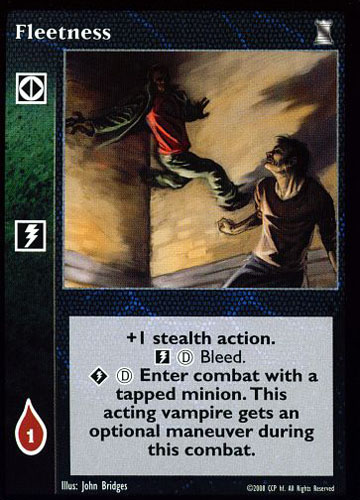 Fleetness
+1 stealth action.
Ⓓ Bleed.
Ⓓ Enter combat with a
tapped minion. This
acting vampire gets an
optional maneuver during
this combat.
1
Illus: John Bridges ©2008 CCP hf. All Rights Reserved